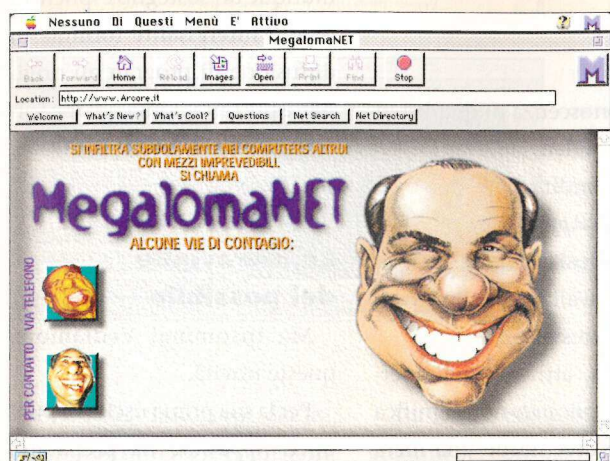 Nessuno Di Questi Menù E' Attivo
MegalomaNET
Back Forward Home Reload Images Open Print Find Stop
M
Location: http://www.Arcore.it
Welcome What's New? What's Cool? Questions Net Search Net Directory
SI INFILTRA SUBDOLAMENTE NEI COMPUTERS ALTRUI
CON MEZZI IMPREVEDIBILI.
SI CHIAMA
MegalomaNET
ALCUNE VIE DI CONTAGIO:
VIA TELEFONO
PER CONTATTO